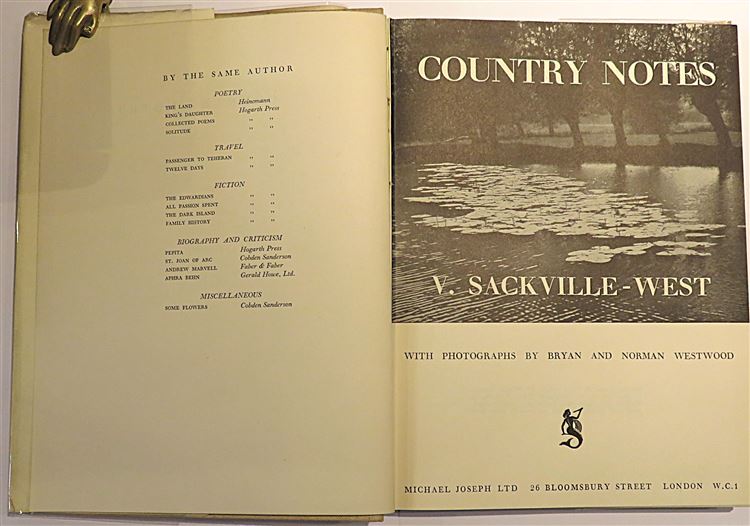 BY THE SAME AUTHOR
POETRY
THE LAND Heinemann
KING'S DAUGHTER Hogarth Press
COLLECTED POEMS " "
SOLITUDE " "
TRAVEL
PASSENGER TO TEHERAN " "
TWELVE DAYS " "
FICTION
THE EDWARDIANS " "
ALL PASSION SPENT " "
THE DARK ISLAND " "
FAMILY HISTORY " "
BIOGRAPHY AND CRITICISM
PEPITA Hogarth Press
ST. JOAN OF ARC Cobden Sanderson
ANDREW MARVELL Faber & Faber
APHRA BEHN Gerald Howe, Ltd.
MISCELLANEOUS
SOME FLOWERS Cobden Sanderson
COUNTRY NOTES
V. SACKVILLE-WEST
WITH PHOTOGRAPHS BY BRYAN AND NORMAN WESTWOOD
MICHAEL JOSEPH LTD 26 BLOOMSBURY STREET LONDON W.C.1